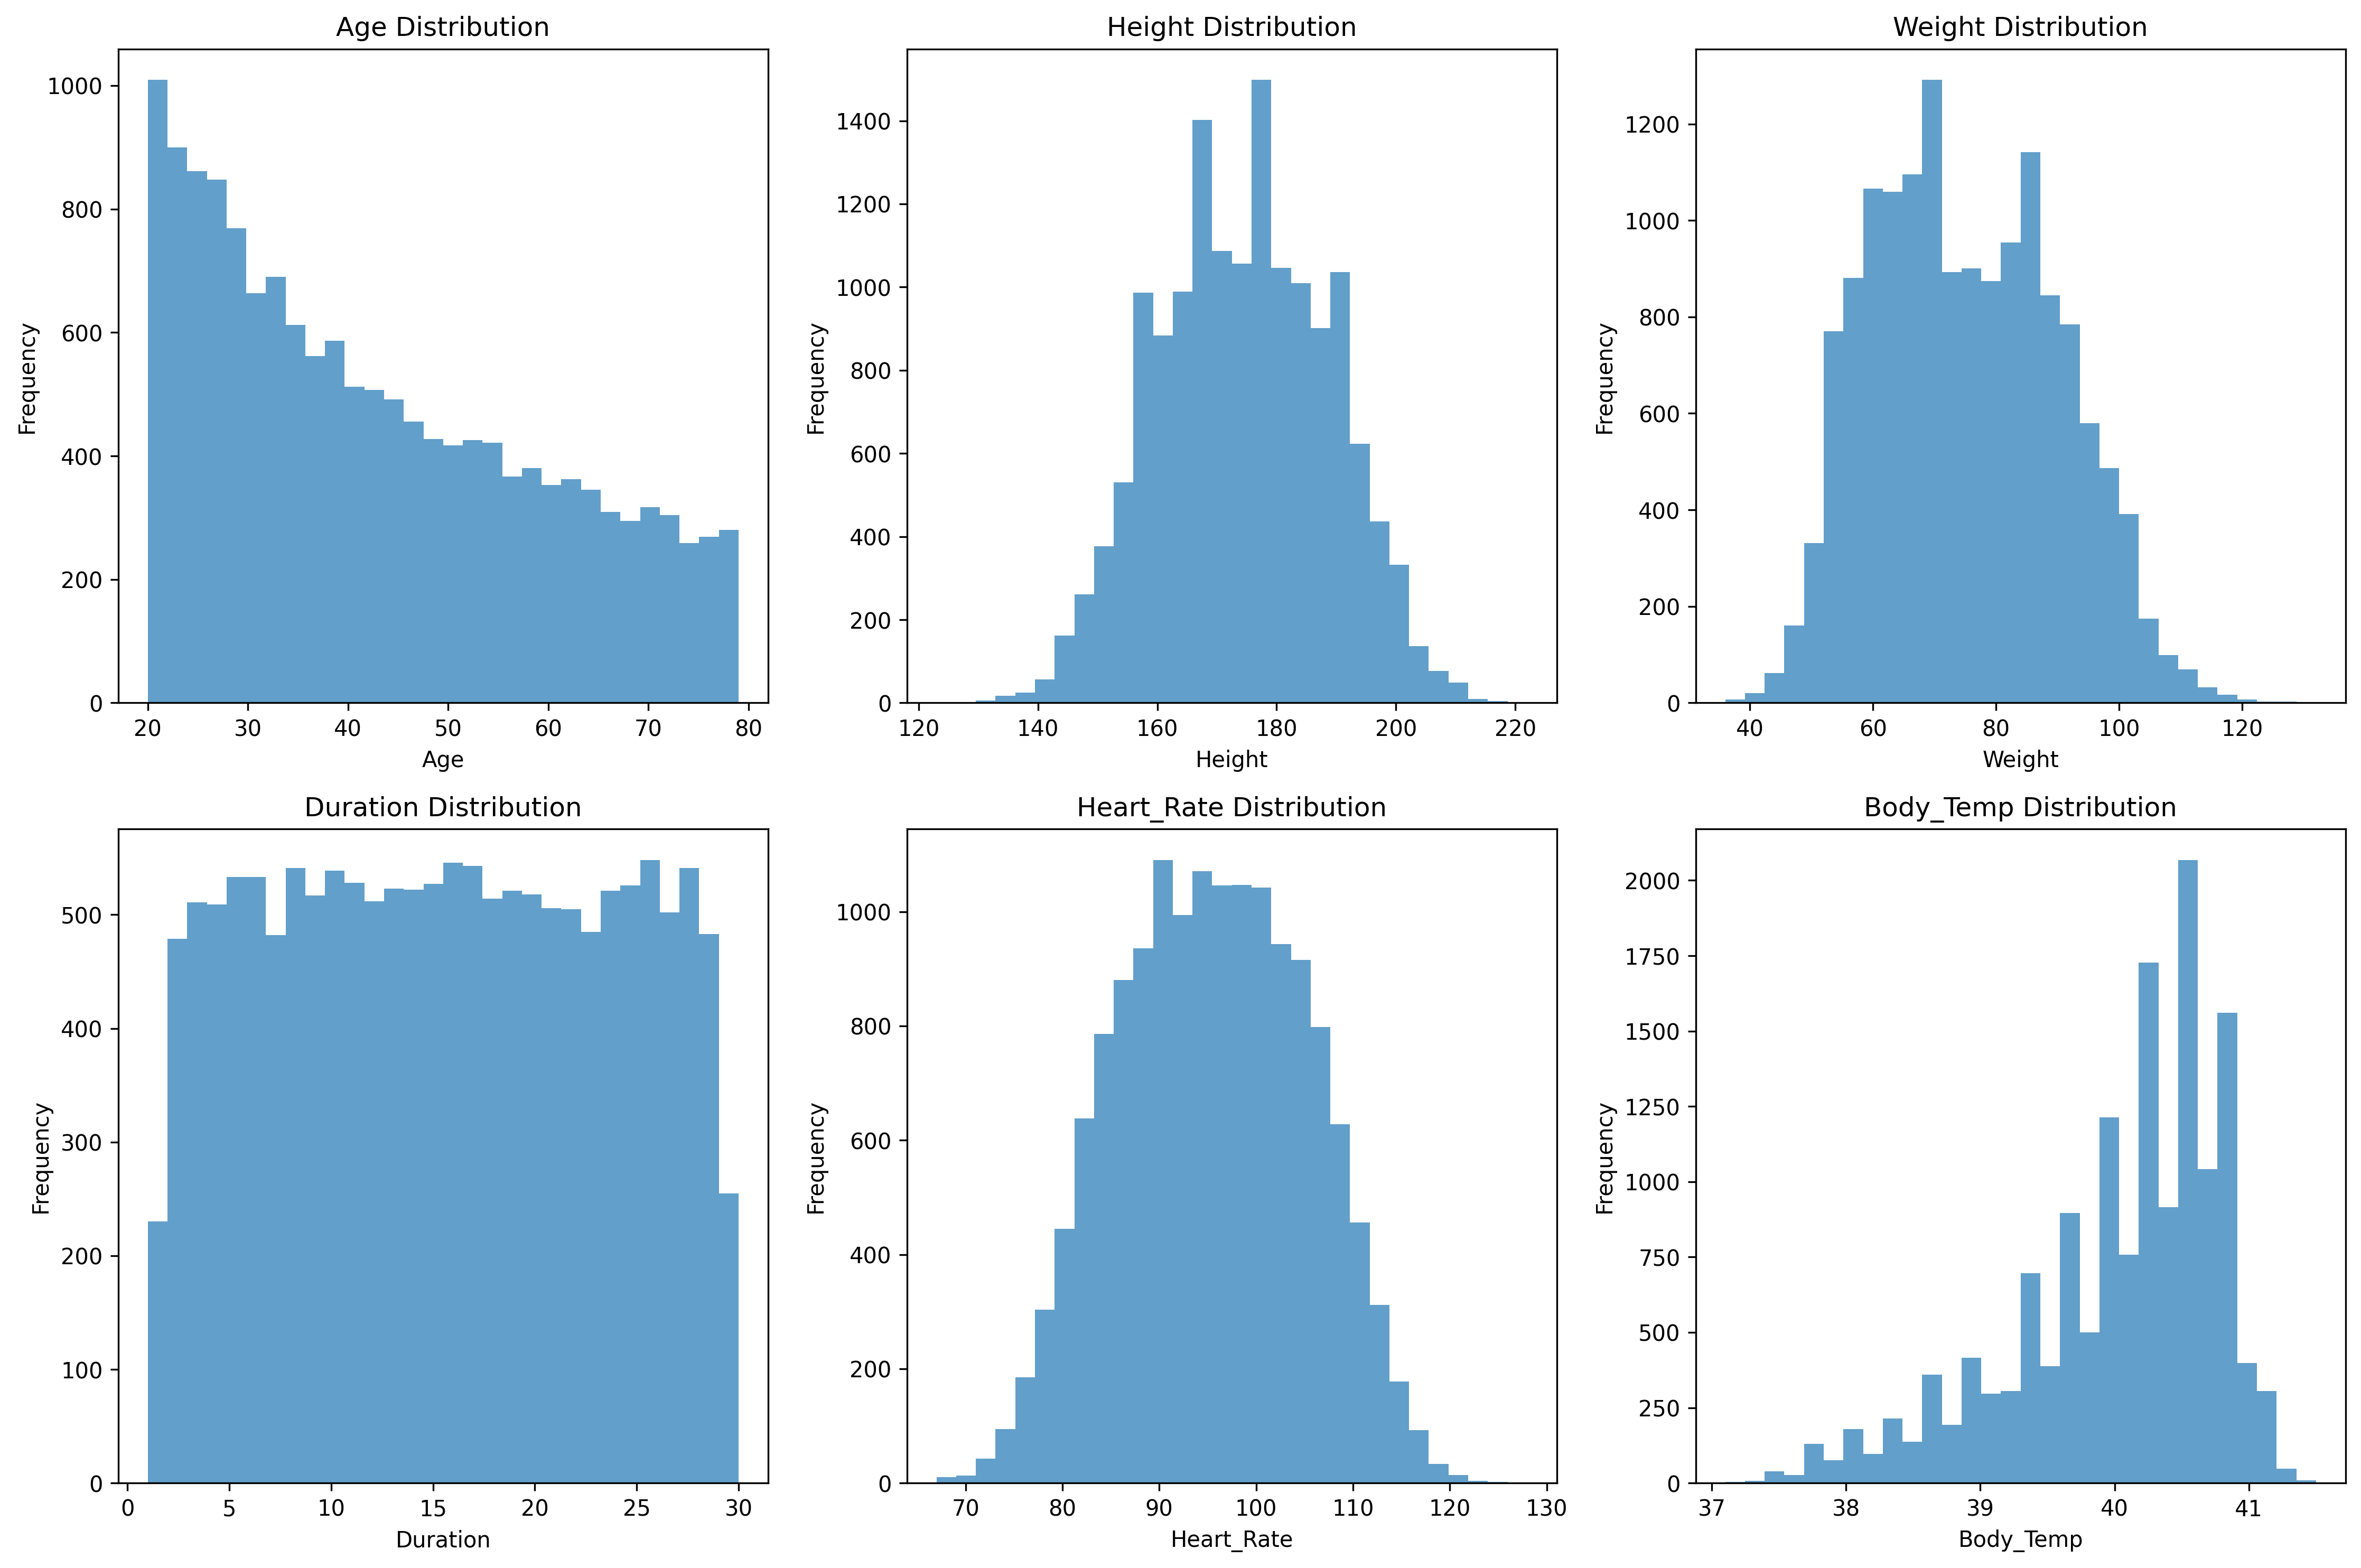 Age Distribution
Frequency
1000
800
600
400
200
0
20 30 40 50 60 70 80
Age
Height Distribution
Frequency
1400
1200
1000
800
600
400
200
0
120 140 160 180 200 220
Height
Weight Distribution
Frequency
1200
1000
800
600
400
200
0
40 60 80 100 120
Weight
Duration Distribution
Frequency
500
400
300
200
100
0
0 5 10 15 20 25 30
Duration
Heart_Rate Distribution
Frequency
1000
800
600
400
200
0
70 80 90 100 110 120 130
Heart_Rate
Body_Temp Distribution
Frequency
2000
1750
1500
1250
1000
750
500
250
0
37 38 39 40 41
Body_Temp